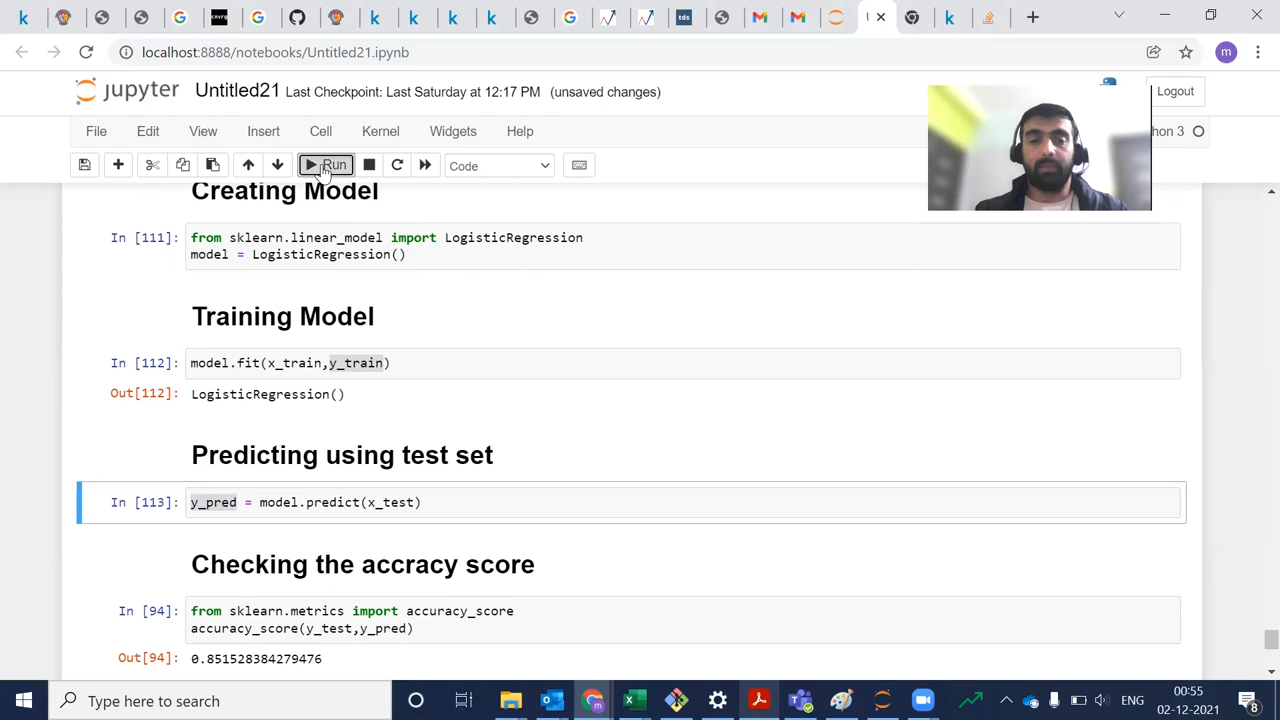 cnvrg
tds
localhost:8888/notebooks/Untitled21.ipynb
m
jupyter Untitled21 Last Checkpoint: Last Saturday at 12:17 PM (unsaved changes)
Logout
File Edit View Insert Cell Kernel Widgets Help
hon 3
Run
Code
Creating Model
In [111]: from sklearn.linear_model import LogisticRegression
model = LogisticRegression()
Training Model
In [112]: model.fit(x_train,y_train)
Out[112]: LogisticRegression()
Predicting using test set
In [113]: y_pred = model.predict(x_test)
Checking the accracy score
In [94]: from sklearn.metrics import accuracy_score
accuracy_score(y_test,y_pred)
Out[94]: 0.851528384279476
Type here to search
ENG
00:55
02-12-2021
8